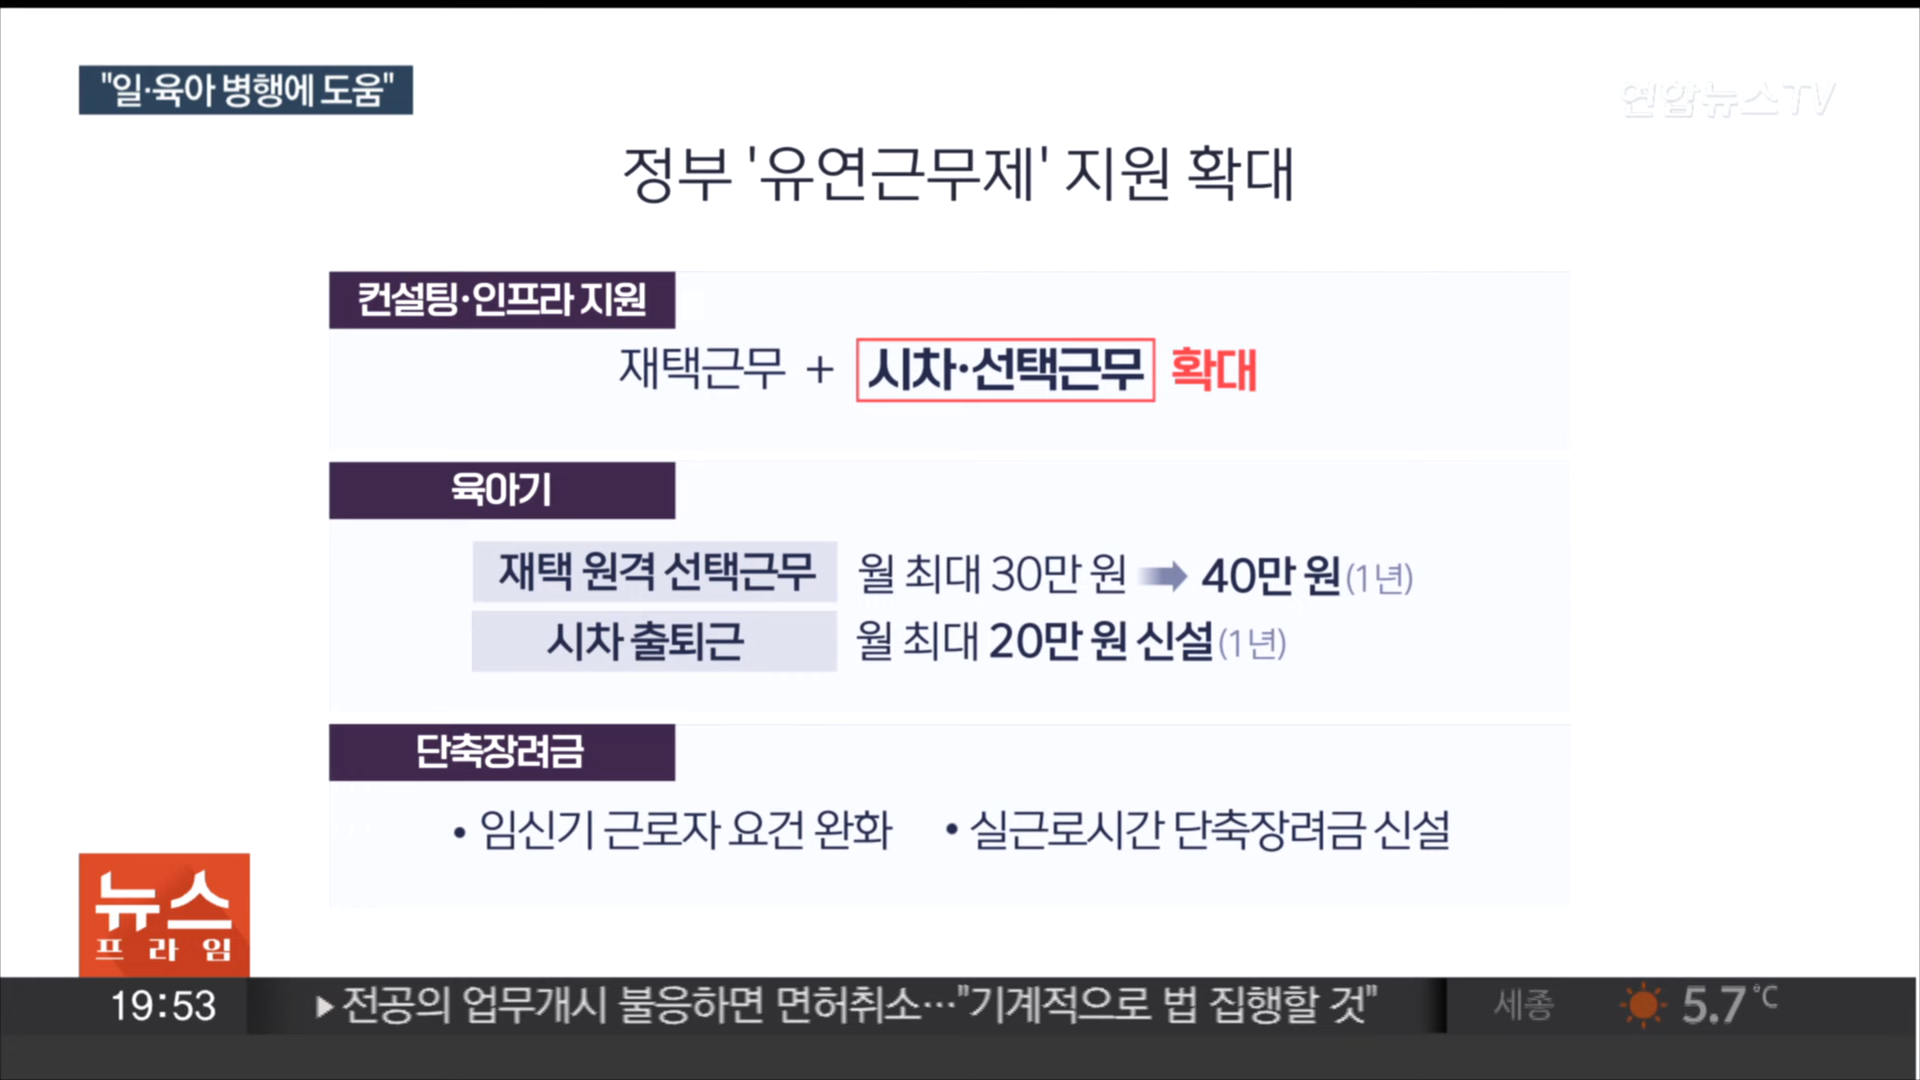 "일·육아 병행에 도움"
연합뉴스TV
정부 '유연근무제' 지원 확대
컨설팅·인프라 지원
재택근무 + 시차·선택근무 확대
육아기
재택 원격 선택근무 월 최대 30만 원 → 40만 원 (1년)
시차 출퇴근 월 최대 20만 원 신설 (1년)
단축장려금
• 임신기 근로자 요건 완화 • 실근로시간 단축장려금 신설
뉴스
프라임
19:53 ▶전공의 업무개시 불응하면 면허취소…"기계적으로 법 집행할 것" 세종 5.7℃